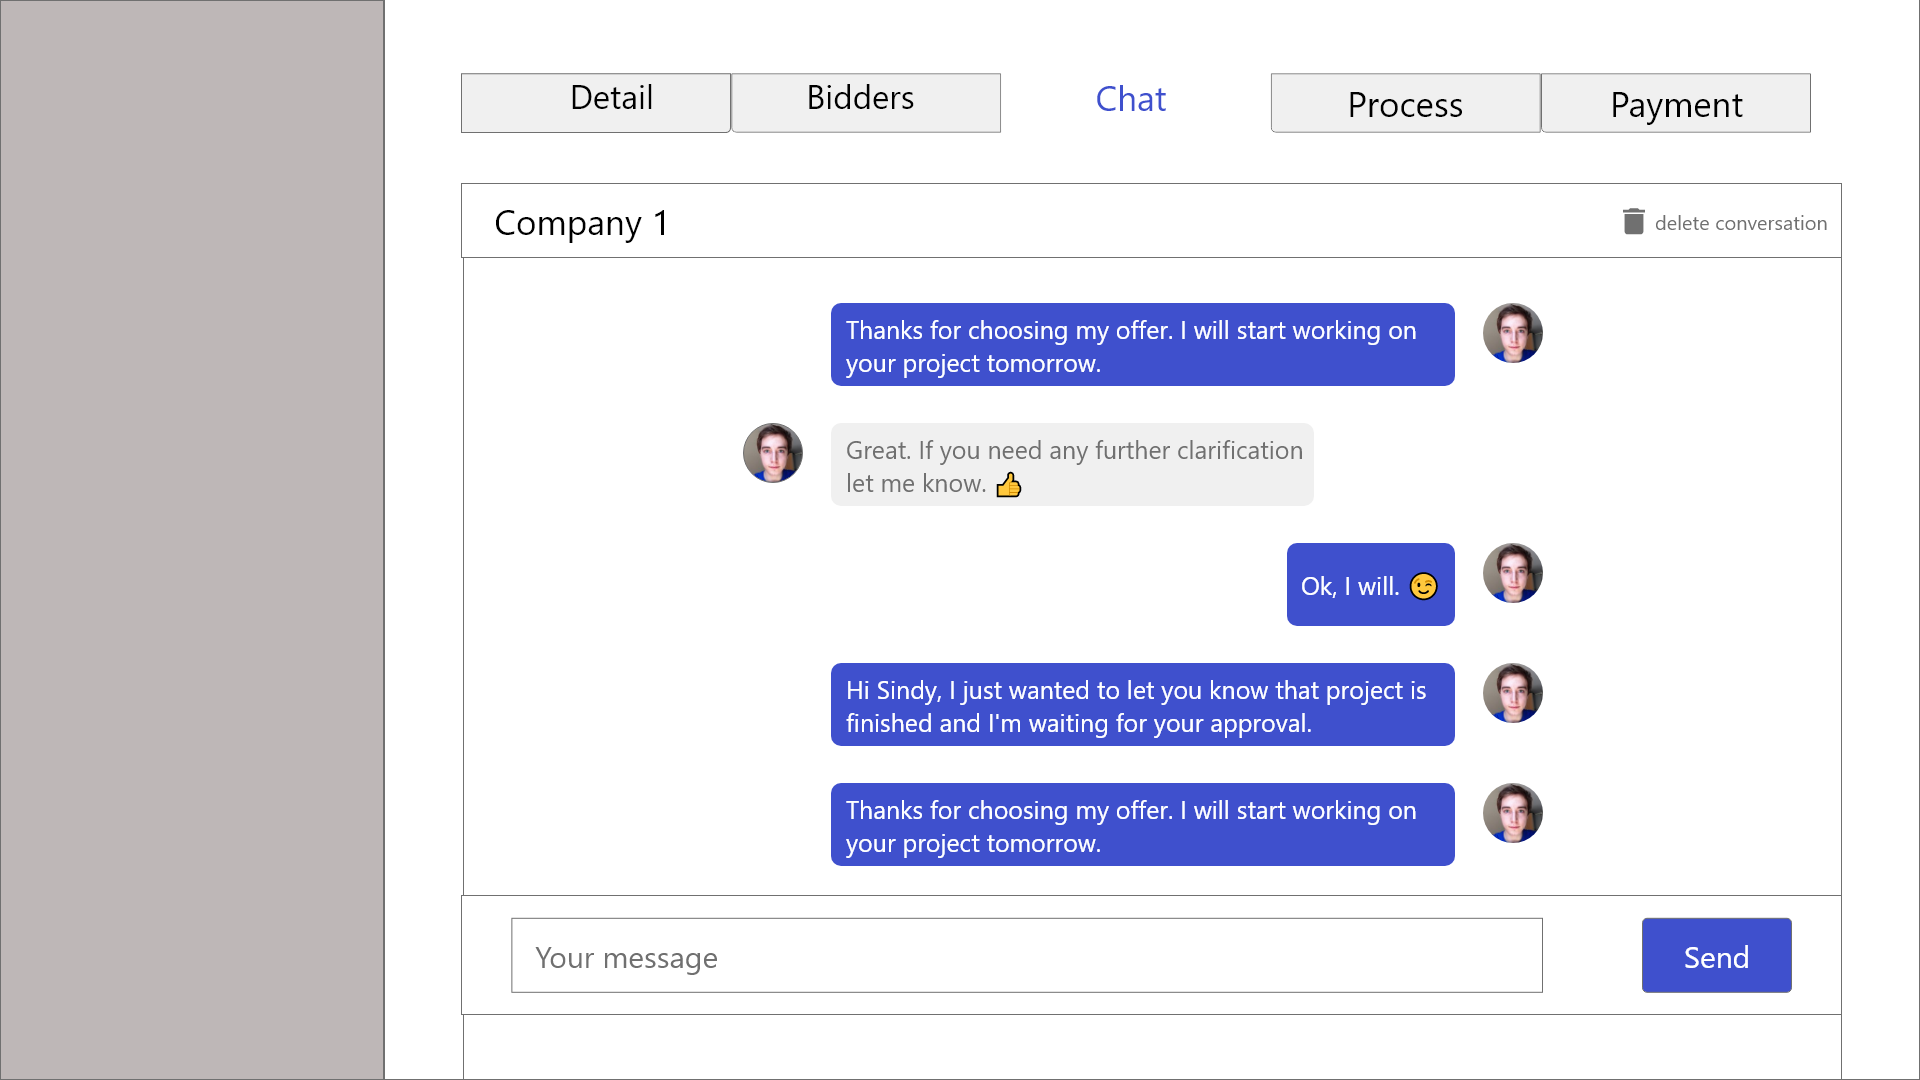 Detail Bidders Chat Process Payment
Company 1 delete conversation
Thanks for choosing my offer. I will start working on
your project tomorrow.
Great. If you need any further clarification
let me know. 👍
Ok, I will. 😉
Hi Sindy, I just wanted to let you know that project is
finished and I'm waiting for your approval.
Thanks for choosing my offer. I will start working on
your project tomorrow.
Your message Send